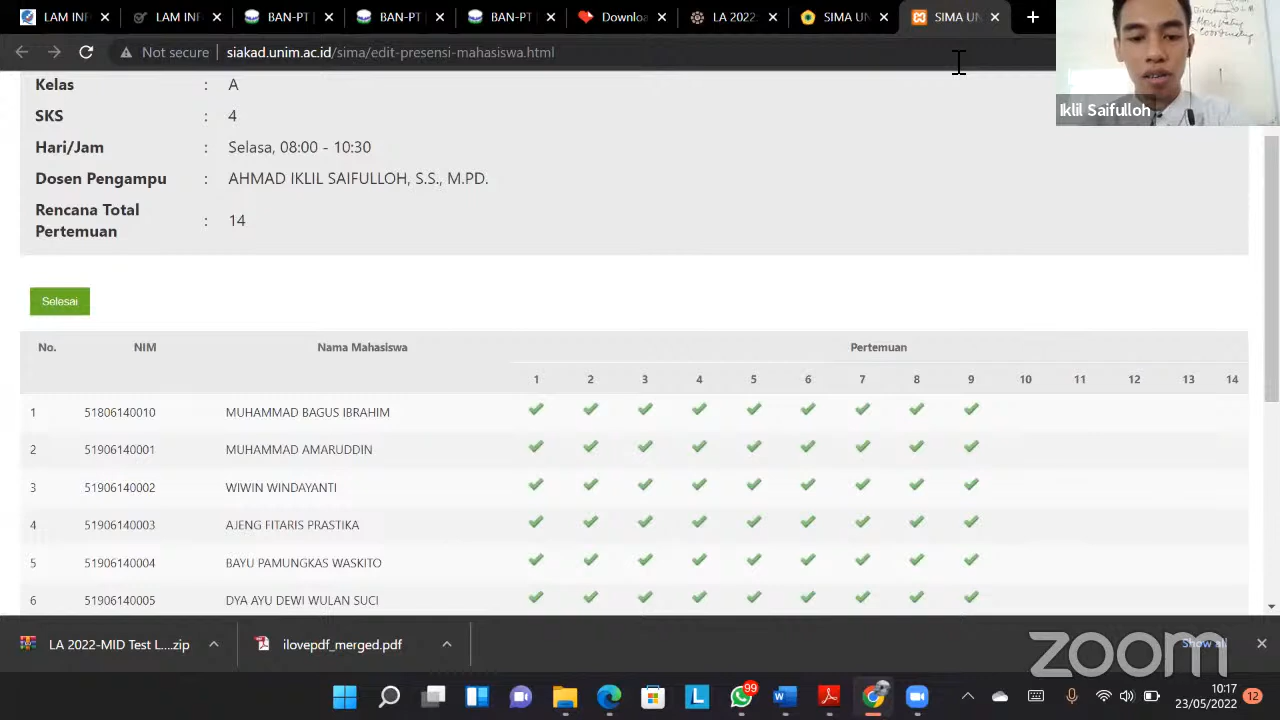 LAM INF
LAM INF
BAN-PT
BAN-PT
BAN-PT
Downloa
LA 2022
SIMA UN
SIMA UN
Not secure siakad.unim.ac.id/sima/edit-presensi-mahasiswa.html
Coordinating
Iklil Saifulloh
Kelas : A
SKS : 4
Hari/Jam : Selasa, 08:00 - 10:30
Dosen Pengampu : AHMAD IKLIL SAIFULLOH, S.S., M.PD.
Rencana Total
Pertemuan : 14
Selesai
No. NIM Nama Mahasiswa Pertemuan
1 2 3 4 5 6 7 8 9 10 11 12 13 14
1 51806140010 MUHAMMAD BAGUS IBRAHIM
2 51906140001 MUHAMMAD AMARUDDIN
3 51906140002 WIWIN WINDAYANTI
4 51906140003 AJENG FITARIS PRASTIKA
5 51906140004 BAYU PAMUNGKAS WASKITO
6 51906140005 DYA AYU DEWI WULAN SUCI
LA 2022-MID Test L....zip
ilovepdf_merged.pdf
Show all
zoom
99
10:17
23/05/2022
12